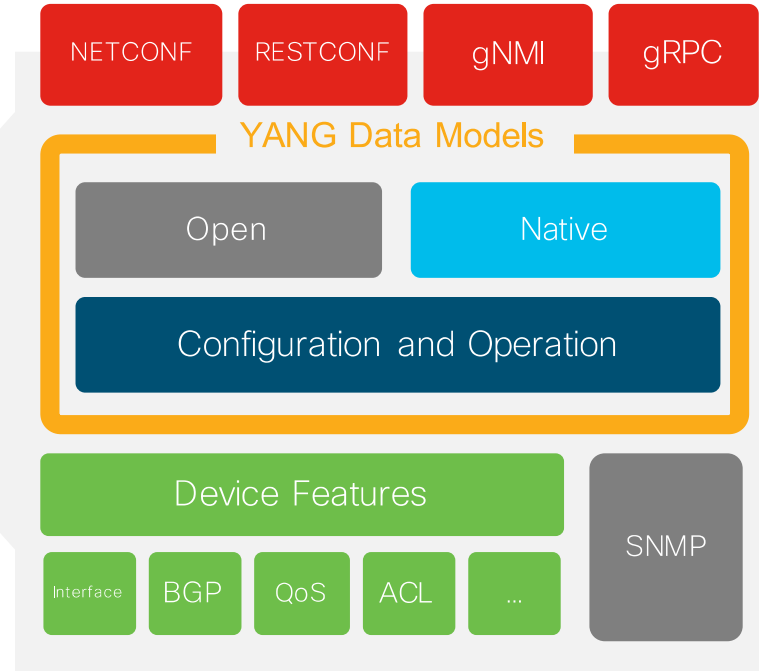 NETCONF
RESTCONF
gNMI
gRPC
YANG Data Models
Open
Native
Configuration and Operation
Device Features
SNMP
Interface
BGP
QoS
ACL
...